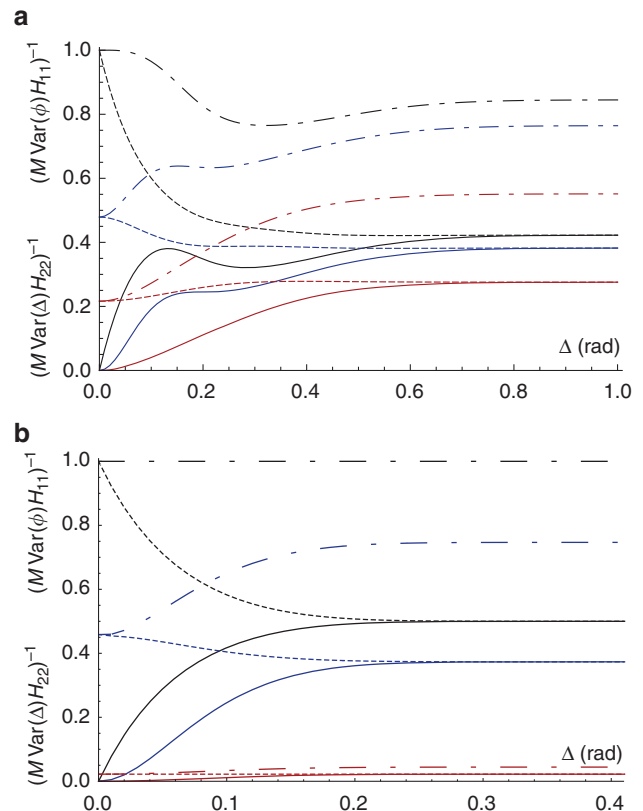 a
(M Var(ϕ)H₁₁)⁻¹
(M Var(Δ)H₂₂)⁻¹
1.0
0.8
0.6
0.4
0.2
0.0
Δ (rad)
0.0 0.2 0.4 0.6 0.8 1.0
b
(M Var(ϕ)H₁₁)⁻¹
(M Var(Δ)H₂₂)⁻¹
1.0
0.8
0.6
0.4
0.2
0.0
Δ (rad)
0.0 0.1 0.2 0.3 0.4